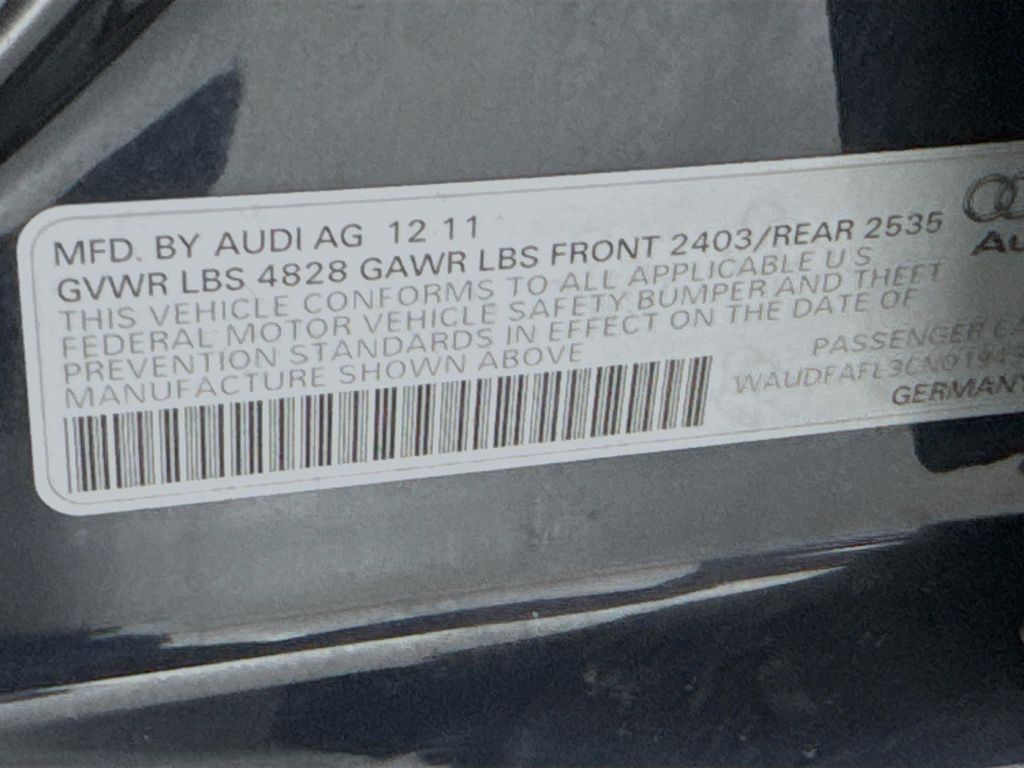 MFD. BY AUDI AG 12 11
GVWR LBS 4828 GAWR LBS FRONT 2403/REAR 2535
THIS VEHICLE CONFORMS TO ALL APPLICABLE U S
FEDERAL MOTOR VEHICLE SAFETY BUMPER AND THEFT
PREVENTION STANDARDS IN EFFECT ON THE DATE OF
MANUFACTURE SHOWN ABOVE
PASSENGER
GERMANY